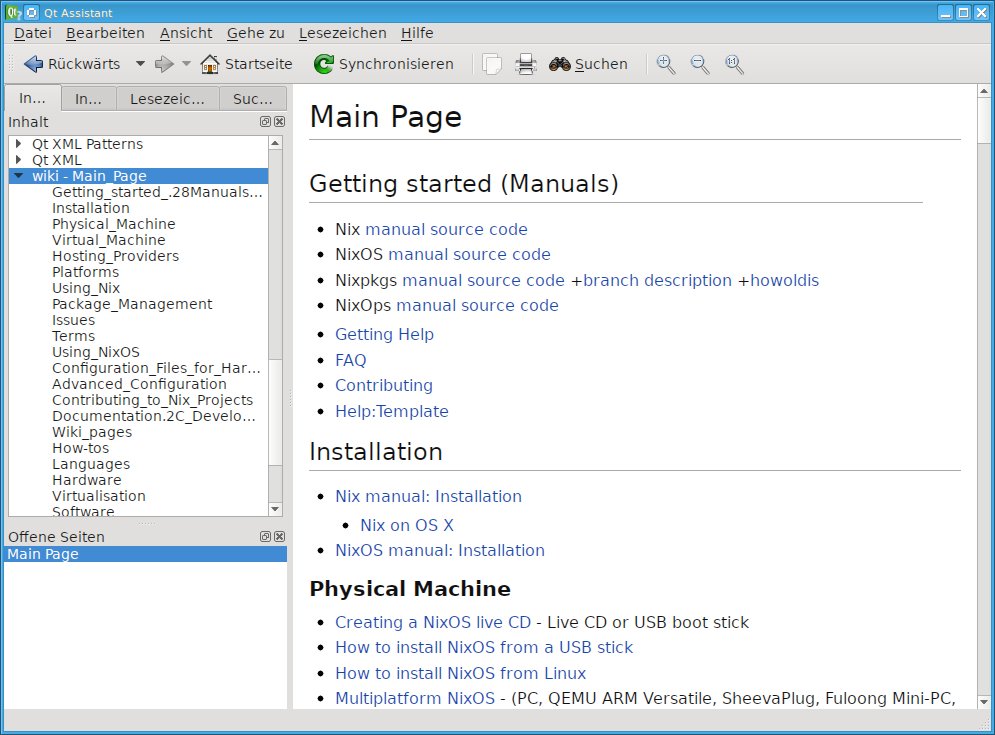 Qt Assistant
Datei Bearbeiten Ansicht Gehe zu Lesezeichen Hilfe
Rückwärts Startseite Synchronisieren Suchen
In... In... Lesezeic... Suc...
Inhalt
Qt XML Patterns
Qt XML
wiki - Main_Page
Getting_started_.28Manuals...
Installation
Physical_Machine
Virtual_Machine
Hosting_Providers
Platforms
Using_Nix
Package_Management
Issues
Terms
Using_NixOS
Configuration_Files_for_Har...
Advanced_Configuration
Contributing_to_Nix_Projects
Documentation.2C_Develo...
Wiki_pages
How-tos
Languages
Hardware
Virtualisation
Software
Offene Seiten
Main Page
Main Page
Getting started (Manuals)
Nix manual source code
NixOS manual source code
Nixpkgs manual source code +branch description +howoldis
NixOps manual source code
Getting Help
FAQ
Contributing
Help:Template
Installation
Nix manual: Installation
Nix on OS X
NixOS manual: Installation
Physical Machine
Creating a NixOS live CD - Live CD or USB boot stick
How to install NixOS from a USB stick
How to install NixOS from Linux
Multiplatform NixOS - (PC, QEMU ARM Versatile, SheevaPlug, Fuloong Mini-PC,